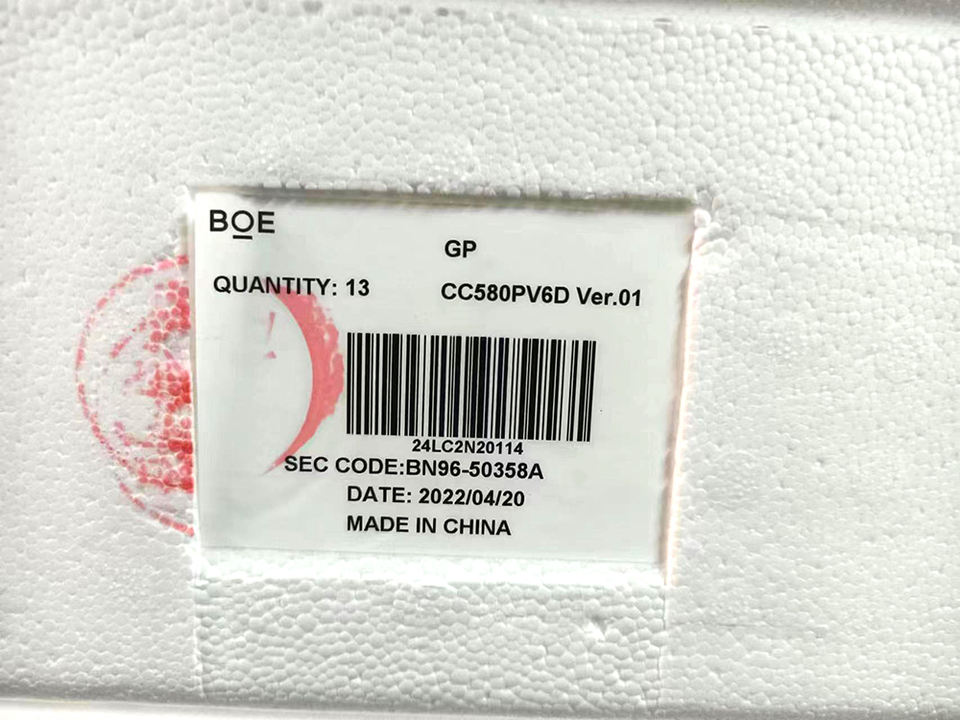 BOE
GP
QUANTITY: 13 CC580PV6D Ver.01
24LC2N20114
SEC CODE:BN96-50358A
DATE: 2022/04/20
MADE IN CHINA